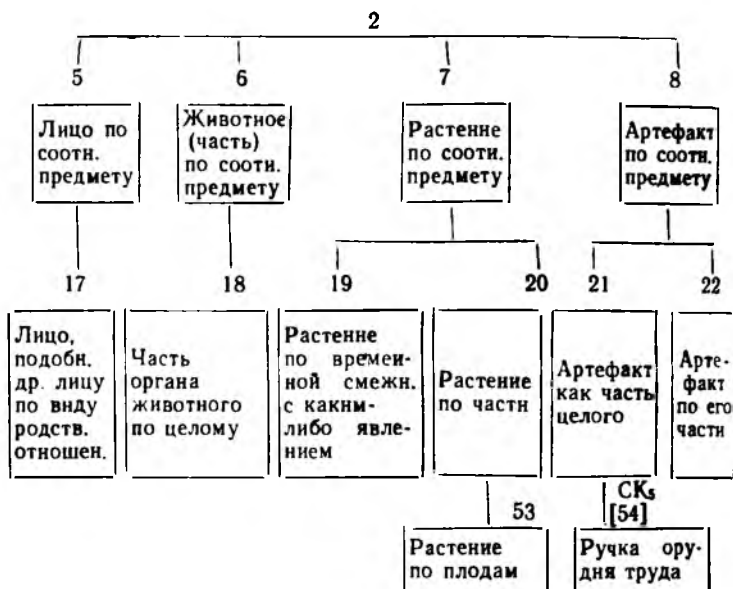 2
5 6 7 8
Лицо по
соотн.
предмету
Животное
(часть)
по соотн.
предмету
Растение
по соотн.
предмету
Артефакт
по соотн.
предмету
17 18 19 20 21 22
Лицо,
подобн.
др. лицу
по виду
родств.
отношен.
Часть
органа
животного
по целому
Растение
по времен-
ной смежн.
с каким-
либо явле-
нием
Растение
по части
Артефакт
как часть
целого
Арте-
факт
по его
части
53
СК₅
[54]
Растение
по плодам
Ручка ору-
дия труда